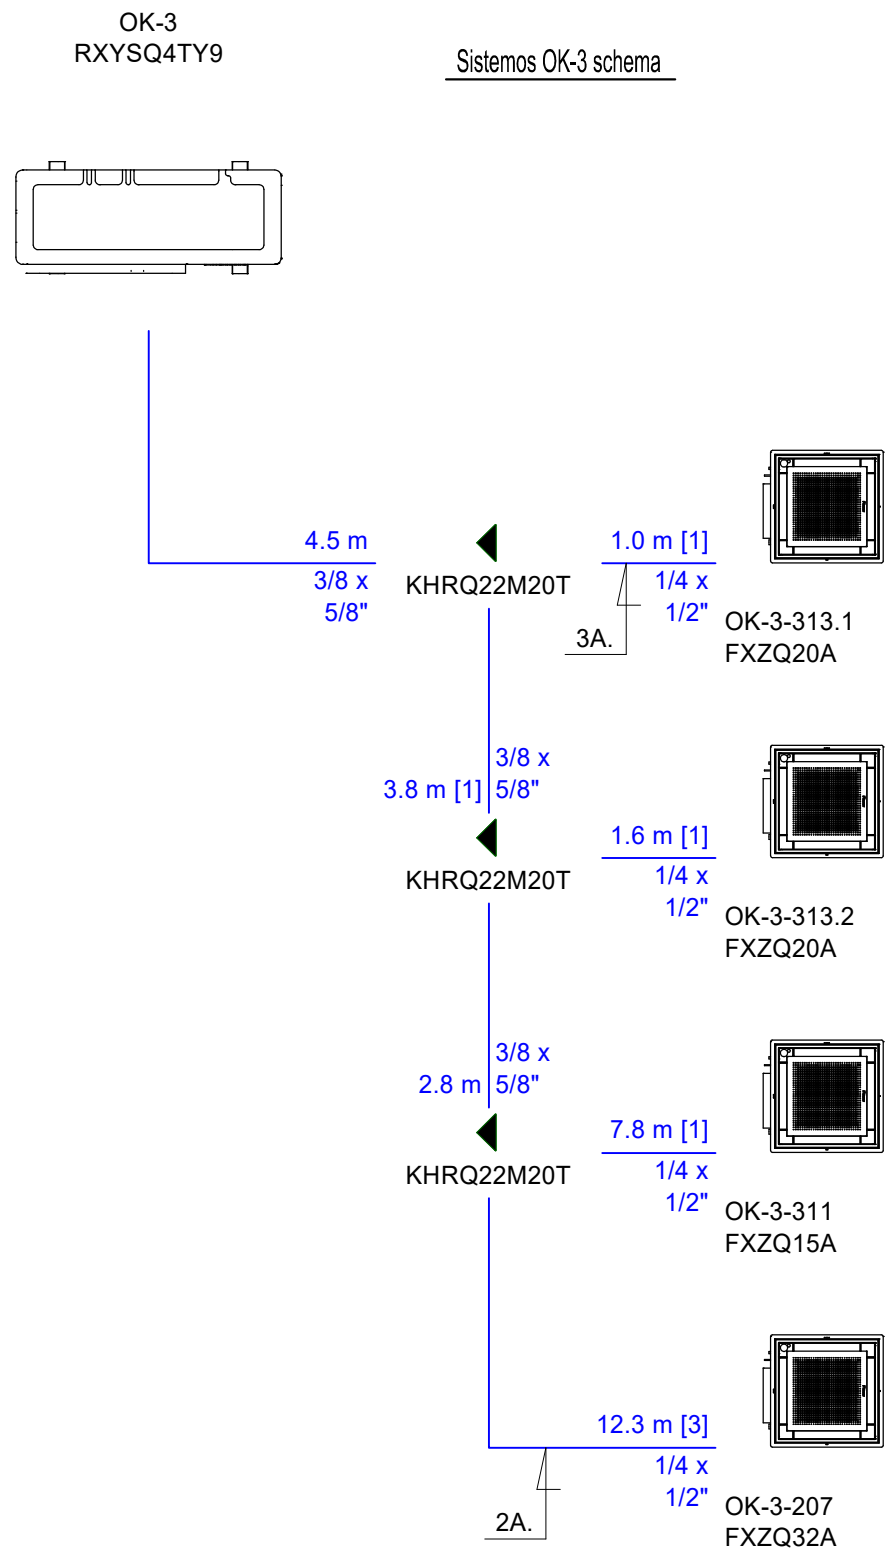 OK-3
RXYSQ4TY9
Sistemos OK-3 schema
4.5 m
3/8 x
5/8"
KHRQ22M20T
1.0 m [1]
1/4 x
1/2"
3A.
OK-3-313.1
FXZQ20A
3/8 x
3.8 m [1] 5/8"
KHRQ22M20T
1.6 m [1]
1/4 x
1/2"
OK-3-313.2
FXZQ20A
3/8 x
2.8 m 5/8"
KHRQ22M20T
7.8 m [1]
1/4 x
1/2"
OK-3-311
FXZQ15A
12.3 m [3]
1/4 x
1/2"
2A.
OK-3-207
FXZQ32A